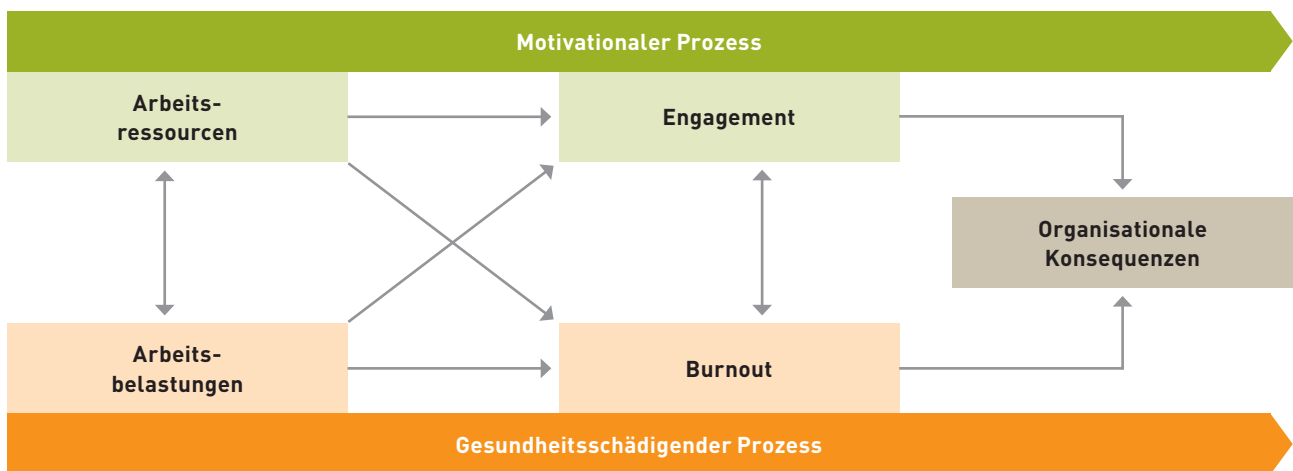 Motivationaler Prozess
Arbeits-
ressourcen
Engagement
Organisationale
Konsequenzen
Arbeits-
belastungen
Burnout
Gesundheitsschädigender Prozess